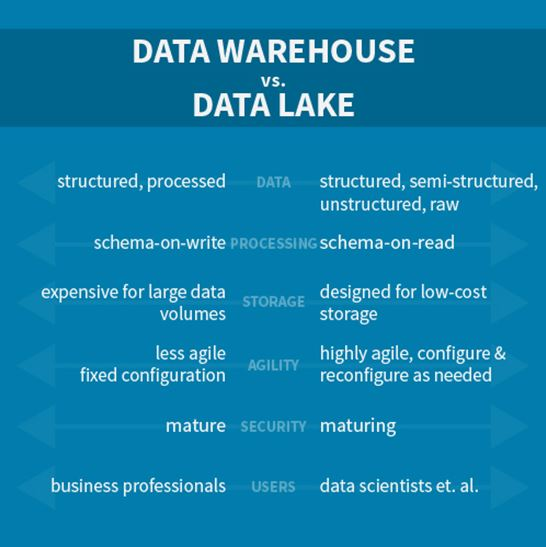 DATA WAREHOUSE
vs.
DATA LAKE
structured, processed DATA structured, semi-structured,
unstructured, raw
schema-on-write PROCESSING schema-on-read
expensive for large data designed for low-cost
volumes STORAGE storage
less agile highly agile, configure &
fixed configuration AGILITY reconfigure as needed
mature SECURITY maturing
business professionals USERS data scientists et. al.